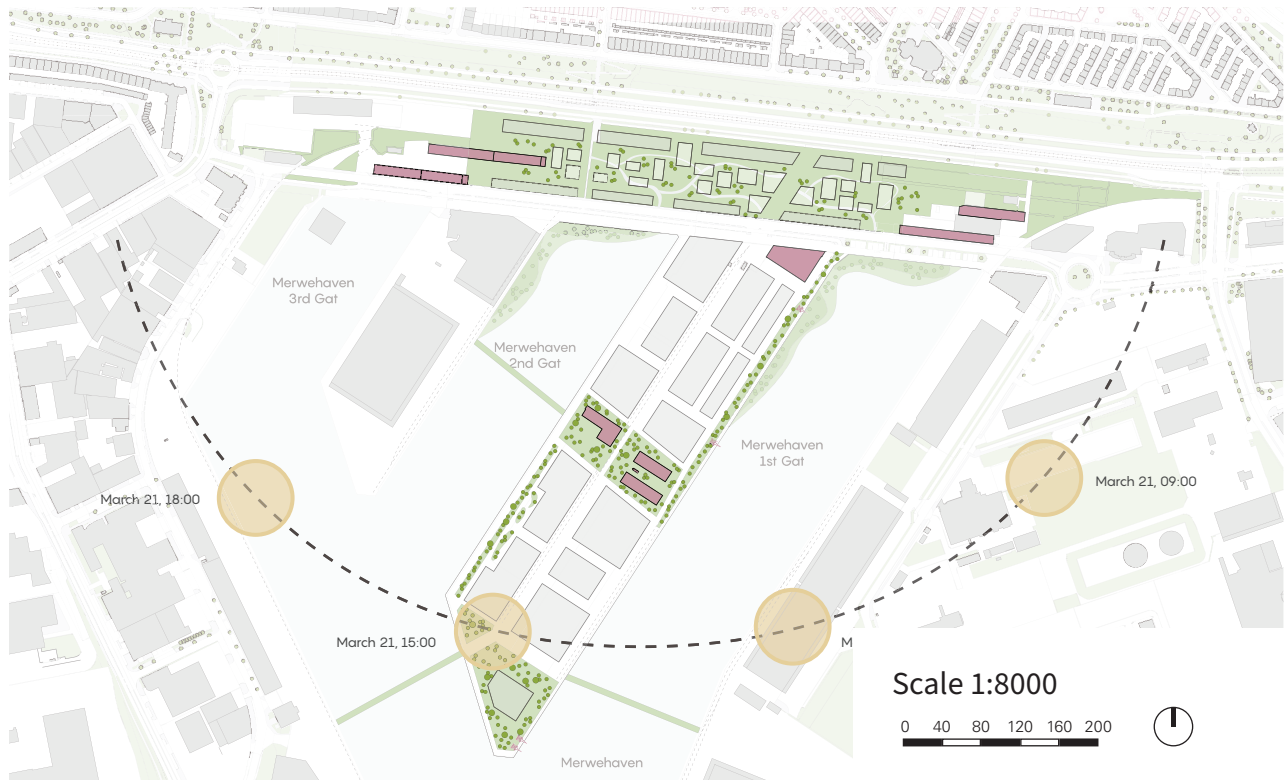 Merwehaven
3rd Gat
Merwehaven
2nd Gat
Merwehaven
1st Gat
March 21, 18:00
March 21, 09:00
March 21, 15:00
M
Merwehaven
Scale 1:8000
0 40 80 120 160 200